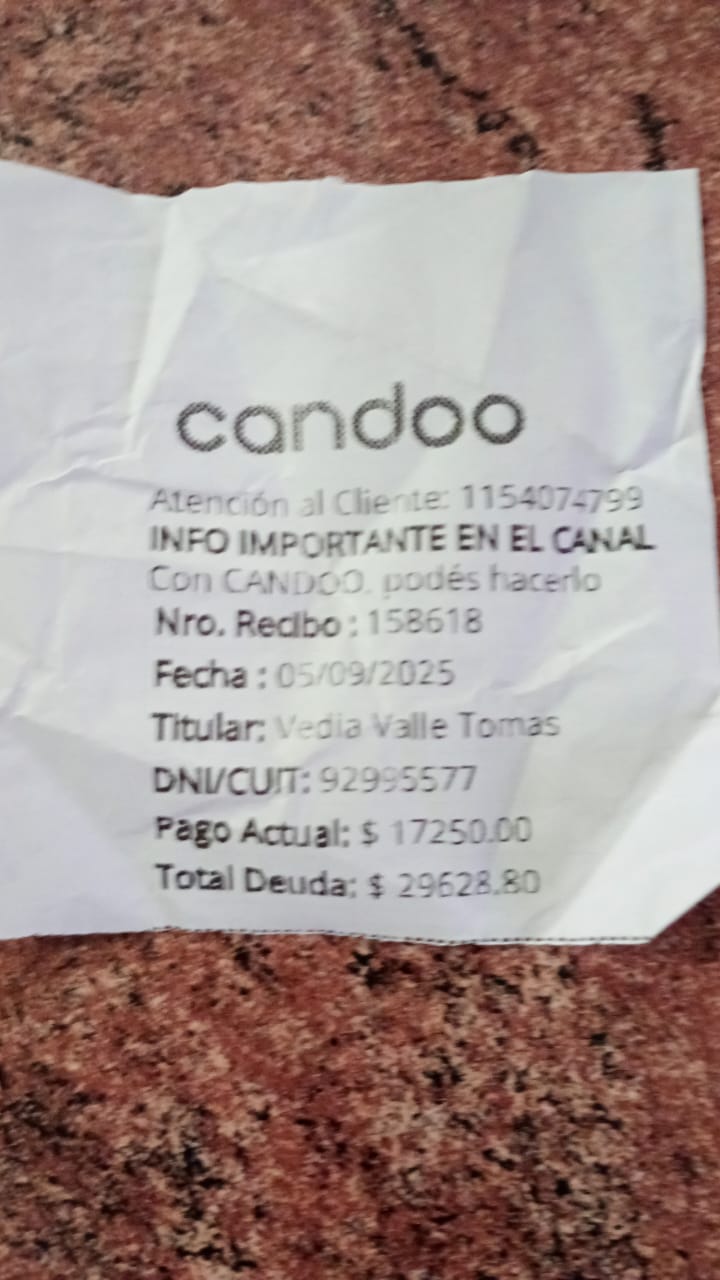 candoo
Atención al Cliente: 1154074799
INFO IMPORTANTE EN EL CANAL
Con CANDOO, podés hacerlo
Nro. Recibo : 158618
Fecha : 05/09/2025
Titular: Vedia Valle Tomas
DNI/CUIT: 92995577
Pago Actual: $ 17250.00
Total Deuda: $ 29628.80